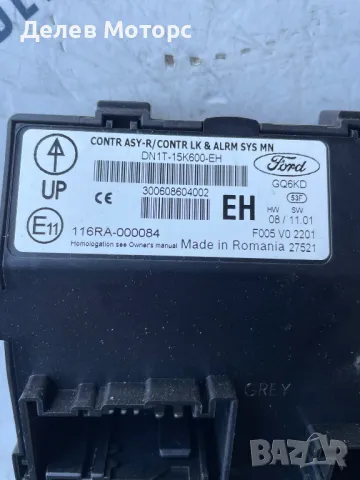 Делев Моторс
CONTR ASY-R/CONTR LK & ALRM SYS MN
DN1T-15K600-EH
Ford
UP
300608604002
GQ6KD
53F
CE
EH
HW SW
08 / 11.01
E11
116RA-000084
F005 V0 2201
Homologation see Owner's manual Made in Romania 27521
GREY
BAZAR